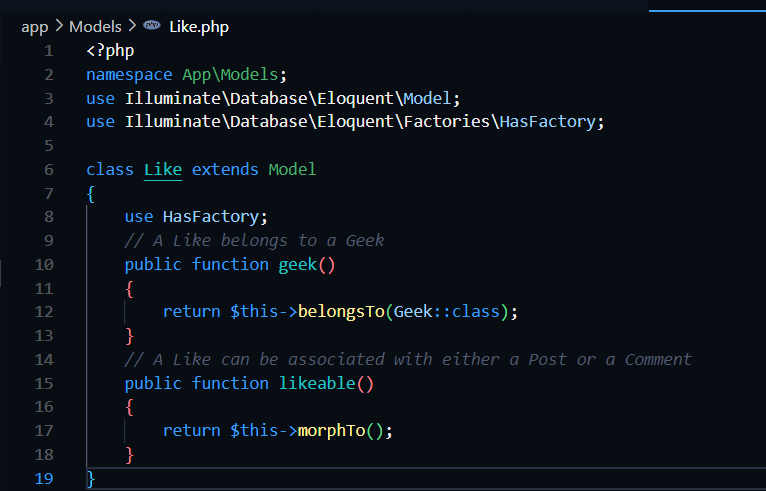 app > Models > php Like.php
1 <?php
2 namespace App\Models;
3 use Illuminate\Database\Eloquent\Model;
4 use Illuminate\Database\Eloquent\Factories\HasFactory;
5
6 class Like extends Model
7 {
8     use HasFactory;
9     // A Like belongs to a Geek
10     public function geek()
11     {
12         return $this->belongsTo(Geek::class);
13     }
14     // A Like can be associated with either a Post or a Comment
15     public function likeable()
16     {
17         return $this->morphTo();
18     }
19 }